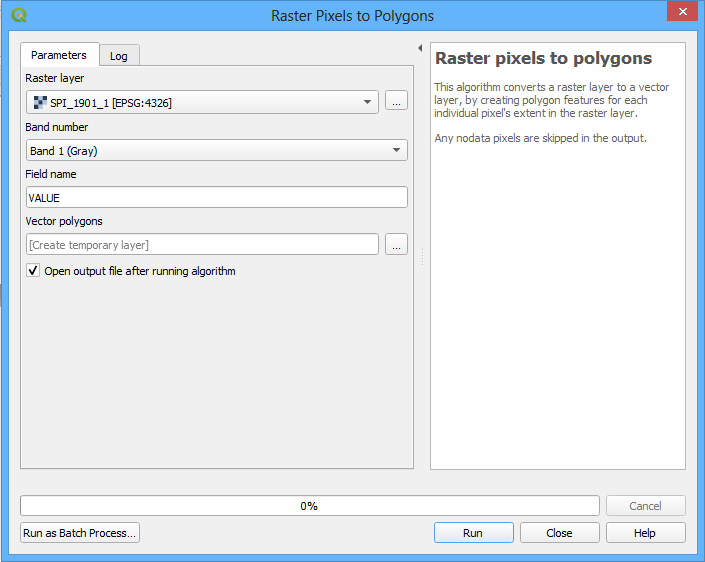 Raster Pixels to Polygons
Parameters
Log
Raster layer
SPI_1901_1 [EPSG:4326]
...
Band number
Band 1 (Gray)
Field name
VALUE
Vector polygons
[Create temporary layer]
...
Open output file after running algorithm
Raster pixels to polygons
This algorithm converts a raster layer to a vector
layer, by creating polygon features for each
individual pixel's extent in the raster layer.
Any nodata pixels are skipped in the output.
0%
Cancel
Run as Batch Process...
Run
Close
Help